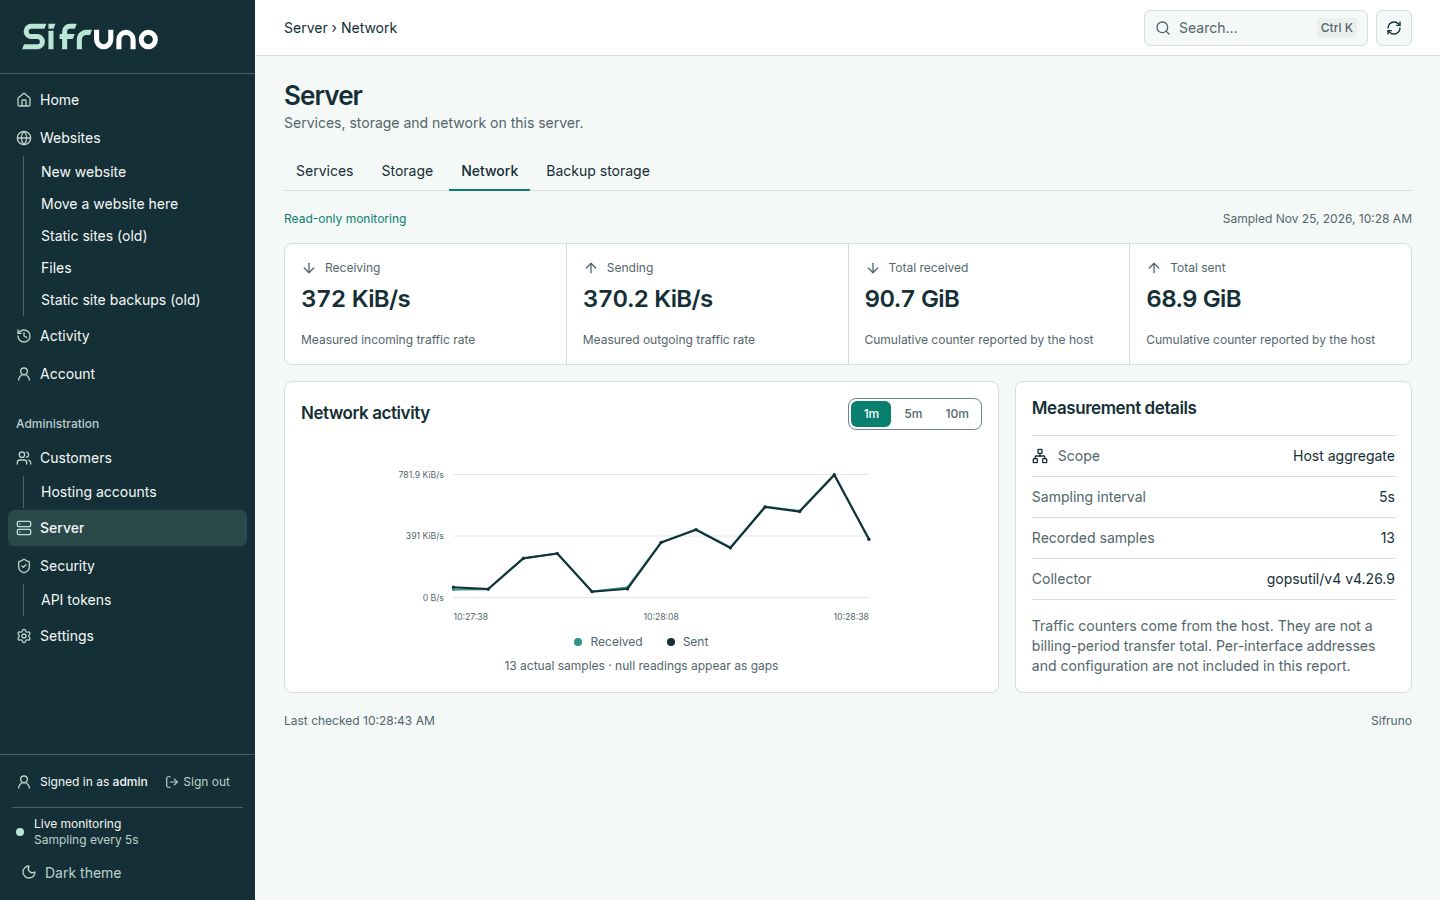 Sifruno
Home
Websites
New website
Move a website here
Static sites (old)
Files
Static site backups (old)
Activity
Account
Administration
Customers
Hosting accounts
Server
Security
API tokens
Settings
Signed in as admin
Sign out
Live monitoring
Sampling every 5s
Dark theme
Server › Network
Search...
Ctrl K
Server
Services, storage and network on this server.
Services
Storage
Network
Backup storage
Read-only monitoring
Sampled Nov 25, 2026, 10:28 AM
Receiving
372 KiB/s
Measured incoming traffic rate
Sending
370.2 KiB/s
Measured outgoing traffic rate
Total received
90.7 GiB
Cumulative counter reported by the host
Total sent
68.9 GiB
Cumulative counter reported by the host
Network activity
1m
5m
10m
781.9 KiB/s
391 KiB/s
0 B/s
10:27:38
10:28:08
10:28:38
Received
Sent
13 actual samples · null readings appear as gaps
Measurement details
Scope
Host aggregate
Sampling interval
5s
Recorded samples
13
Collector
gopsutil/v4 v4.26.9
Traffic counters come from the host. They are not a
billing-period transfer total. Per-interface addresses
and configuration are not included in this report.
Last checked 10:28:43 AM
Sifruno